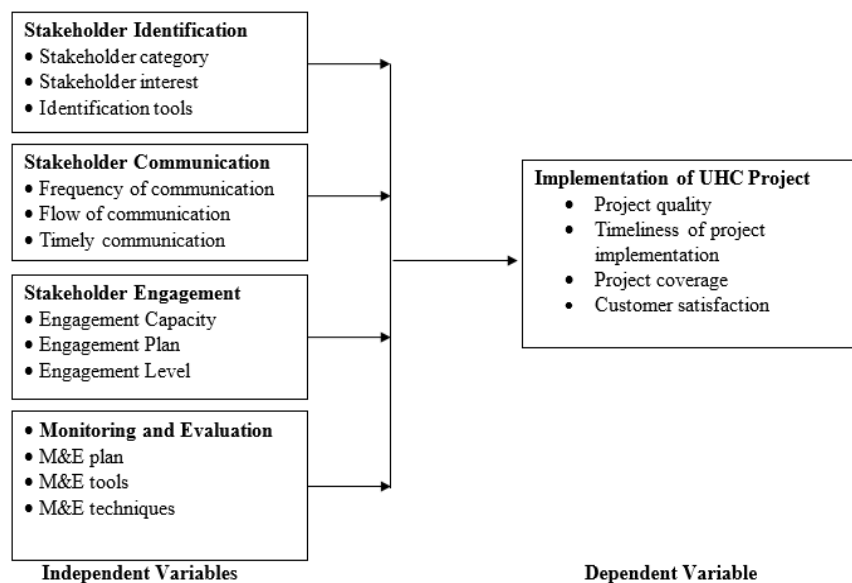 Stakeholder Identification
• Stakeholder category
• Stakeholder interest
• Identification tools
Stakeholder Communication
• Frequency of communication
• Flow of communication
• Timely communication
Stakeholder Engagement
• Engagement Capacity
• Engagement Plan
• Engagement Level
• Monitoring and Evaluation
• M&E plan
• M&E tools
• M&E techniques
Independent Variables
Implementation of UHC Project
• Project quality
• Timeliness of project
implementation
• Project coverage
• Customer satisfaction
Dependent Variable